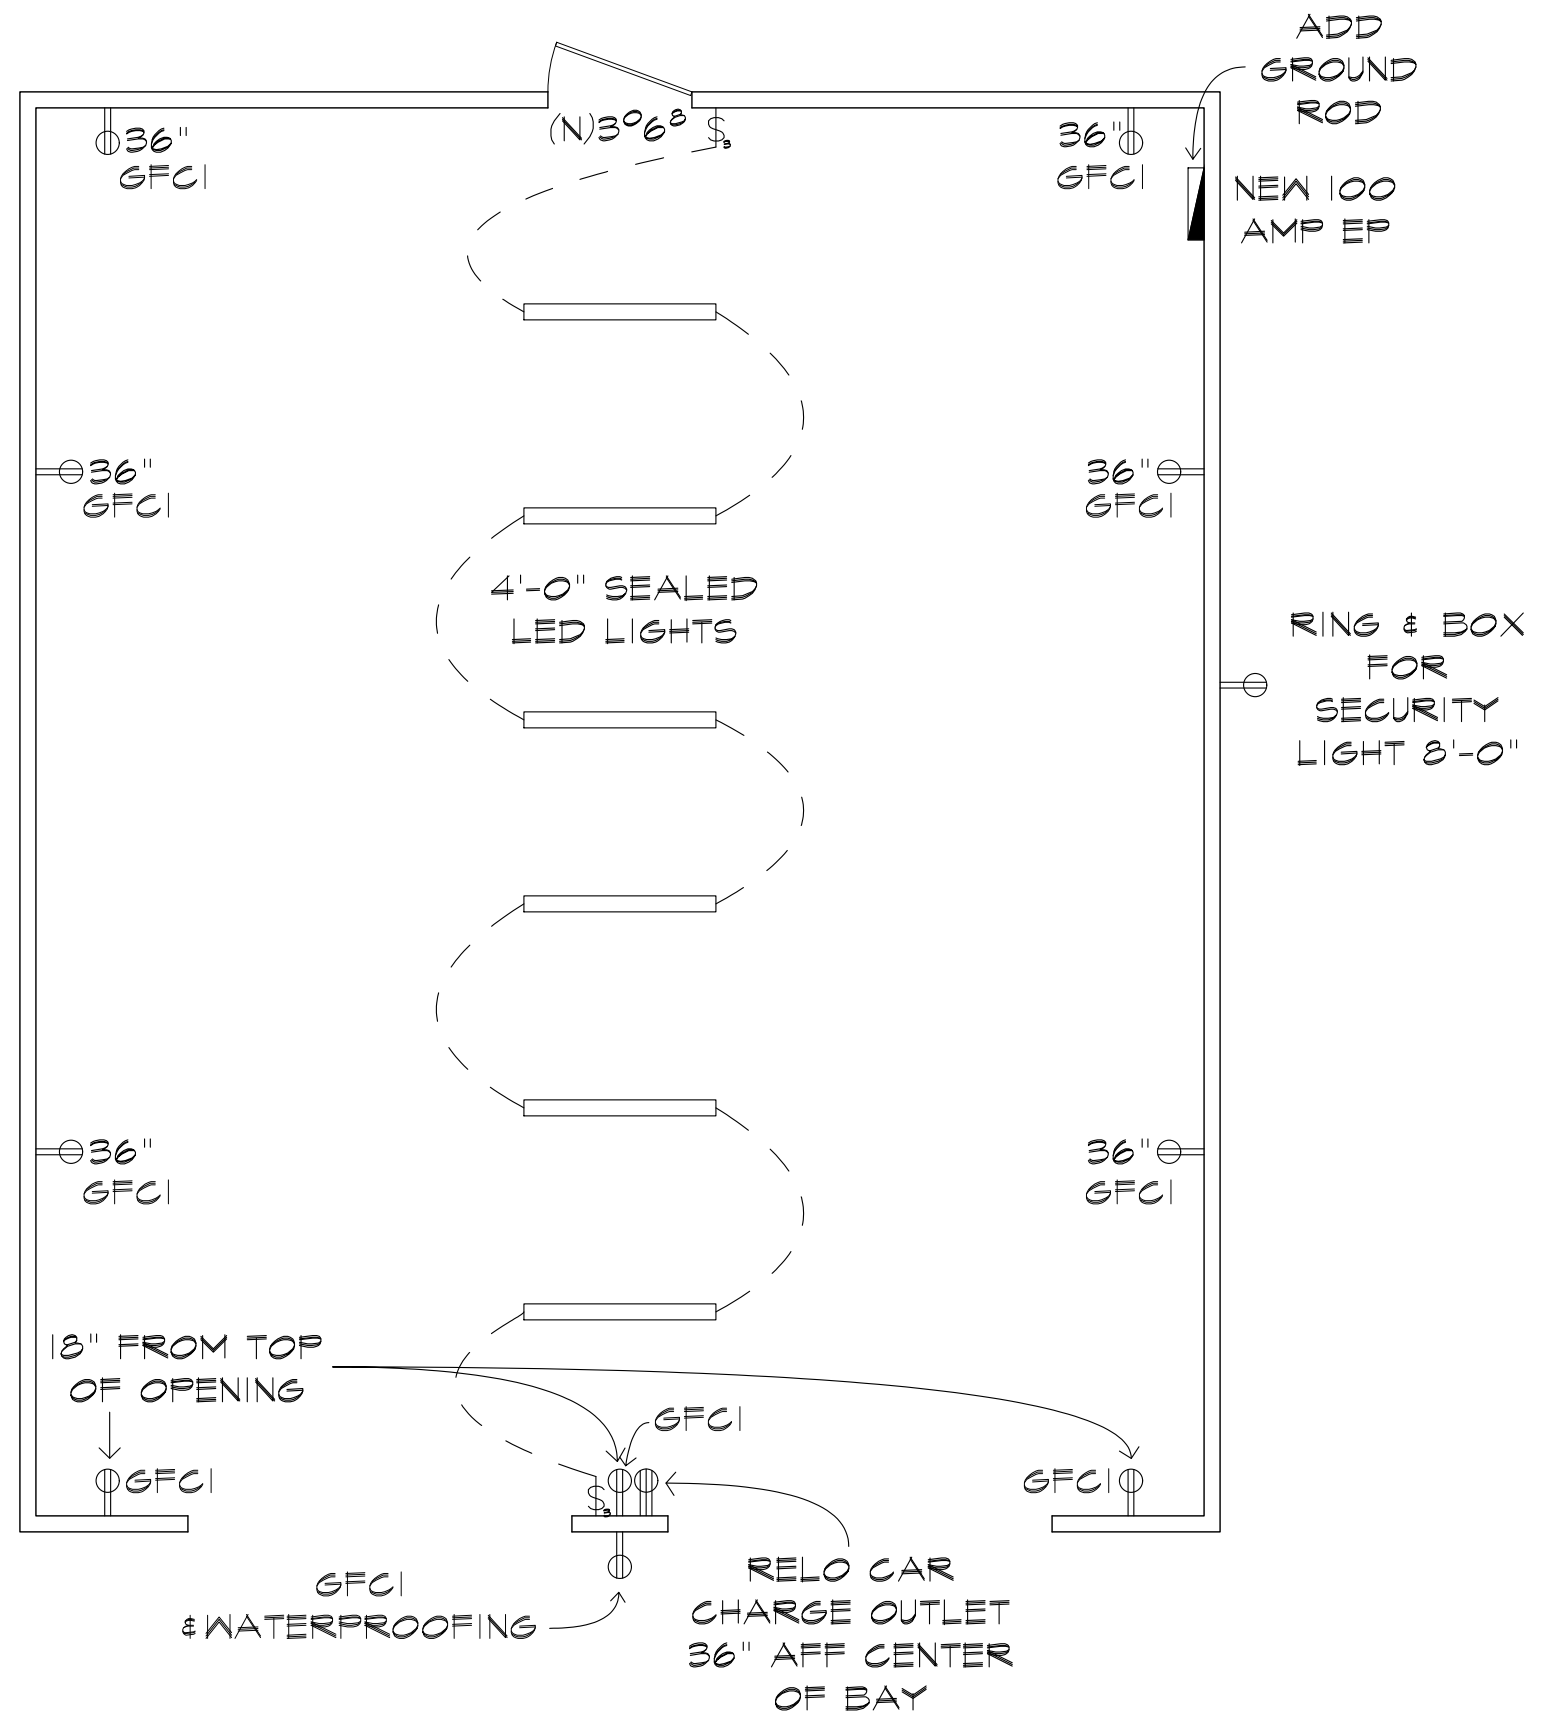 ADD
GROUND
ROD
(N)3⁰6⁸ S₃
36"
GFCI
36"
GFCI
NEW 100
AMP EP
36"
GFCI
36"
GFCI
4'-0" SEALED
LED LIGHTS
RING & BOX
FOR
SECURITY
LIGHT 8'-0"
36"
GFCI
36"
GFCI
18" FROM TOP
OF OPENING
GFCI
GFCI
S₃
GFCI
GFCI
& WATERPROOFING
RELO CAR
CHARGE OUTLET
36" AFF CENTER
OF BAY